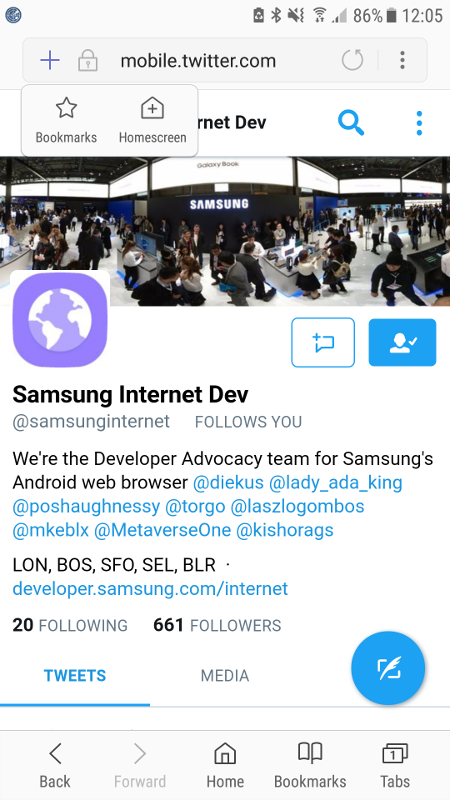 86% 12:05
mobile.twitter.com
Bookmarks Homescreen
rnet Dev
Galaxy Book
SAMSUNG
Samsung Internet Dev
@samsunginternet FOLLOWS YOU
We're the Developer Advocacy team for Samsung's
Android web browser @diekus @lady_ada_king
@poshaughnessy @torgo @laszlogombos
@mkeblx @MetaverseOne @kishorags
LON, BOS, SFO, SEL, BLR ·
developer.samsung.com/internet
20 FOLLOWING 661 FOLLOWERS
TWEETS MEDIA
1
Back Forward Home Bookmarks Tabs